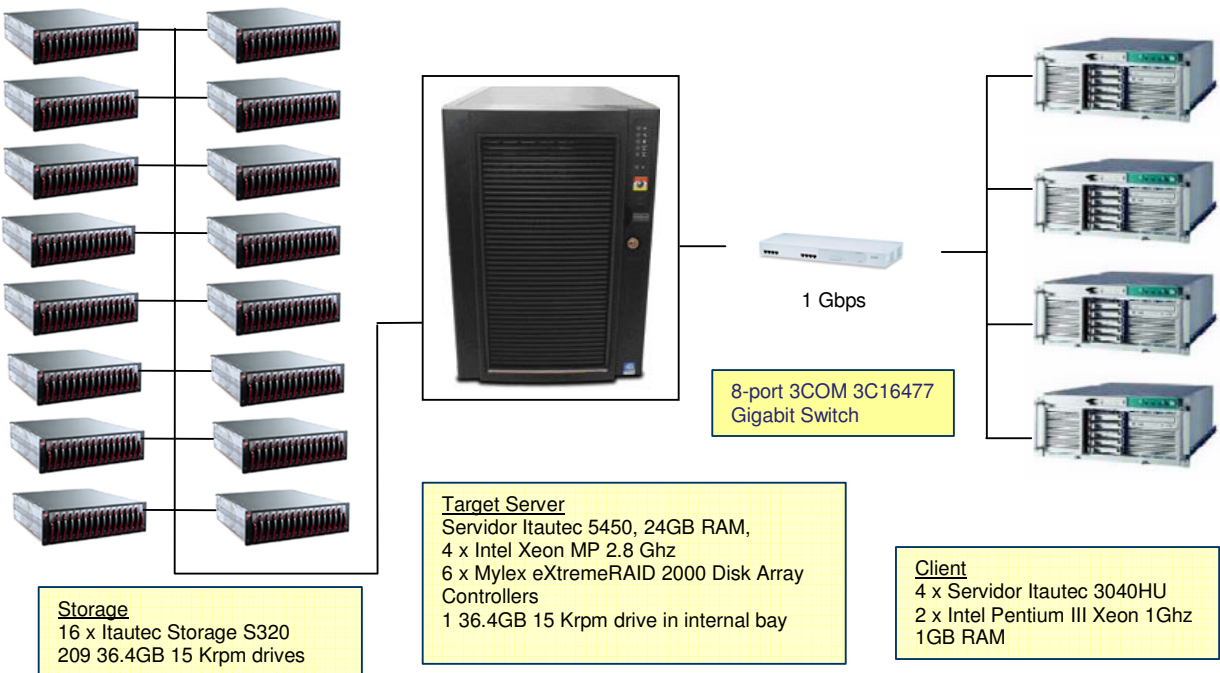 1 Gbps
8-port 3COM 3C16477
Gigabit Switch
Target Server
Servidor Itautec 5450, 24GB RAM,
4 x Intel Xeon MP 2.8 Ghz
6 x Mylex eXtremeRAID 2000 Disk Array
Controllers
1 36.4GB 15 Krpm drive in internal bay
Client
4 x Servidor Itautec 3040HU
2 x Intel Pentium III Xeon 1Ghz
1GB RAM
Storage
16 x Itautec Storage S320
209 36.4GB 15 Krpm drives